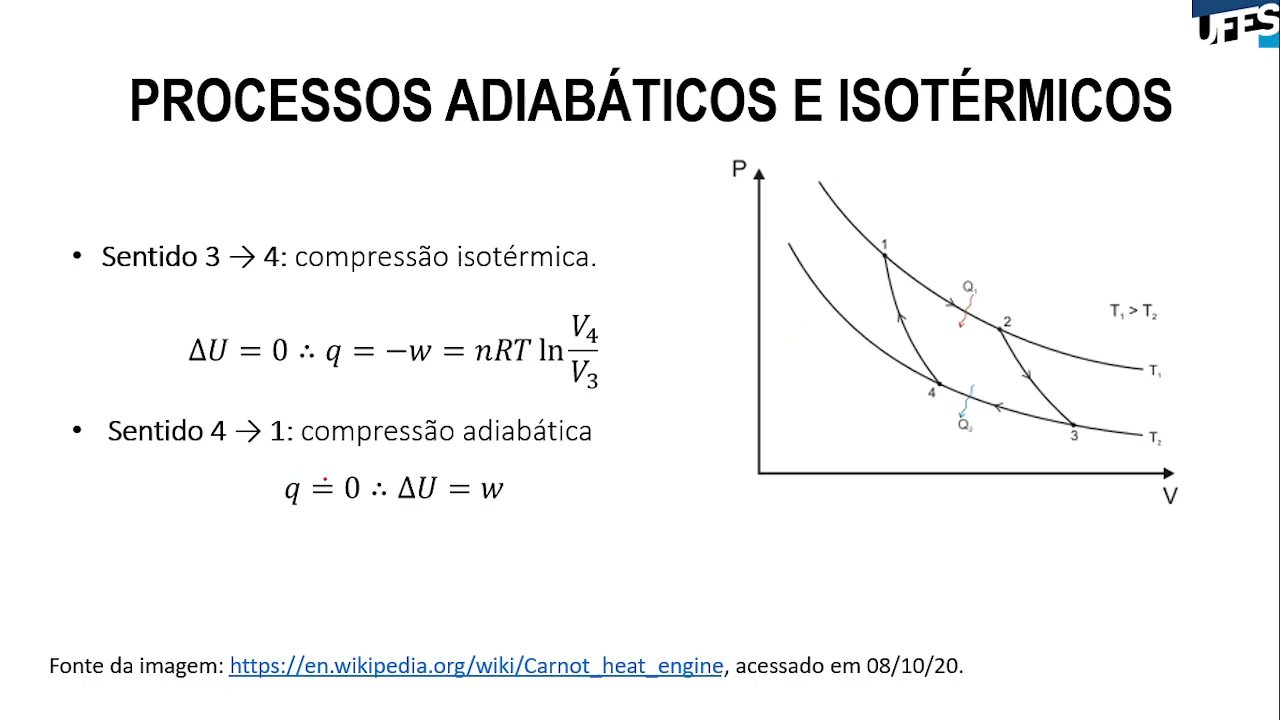 UFES
PROCESSOS ADIABÁTICOS E ISOTÉRMICOS
• Sentido 3 → 4: compressão isotérmica.
ΔU = 0 ∴ q = −w = nRT ln V₄/V₃
• Sentido 4 → 1: compressão adiabática
q = 0 ∴ ΔU = w
P
1
Q₁
2
T₁ > T₂
T₁
4
Q₂
3
T₂
V
Fonte da imagem: https://en.wikipedia.org/wiki/Carnot_heat_engine, acessado em 08/10/20.